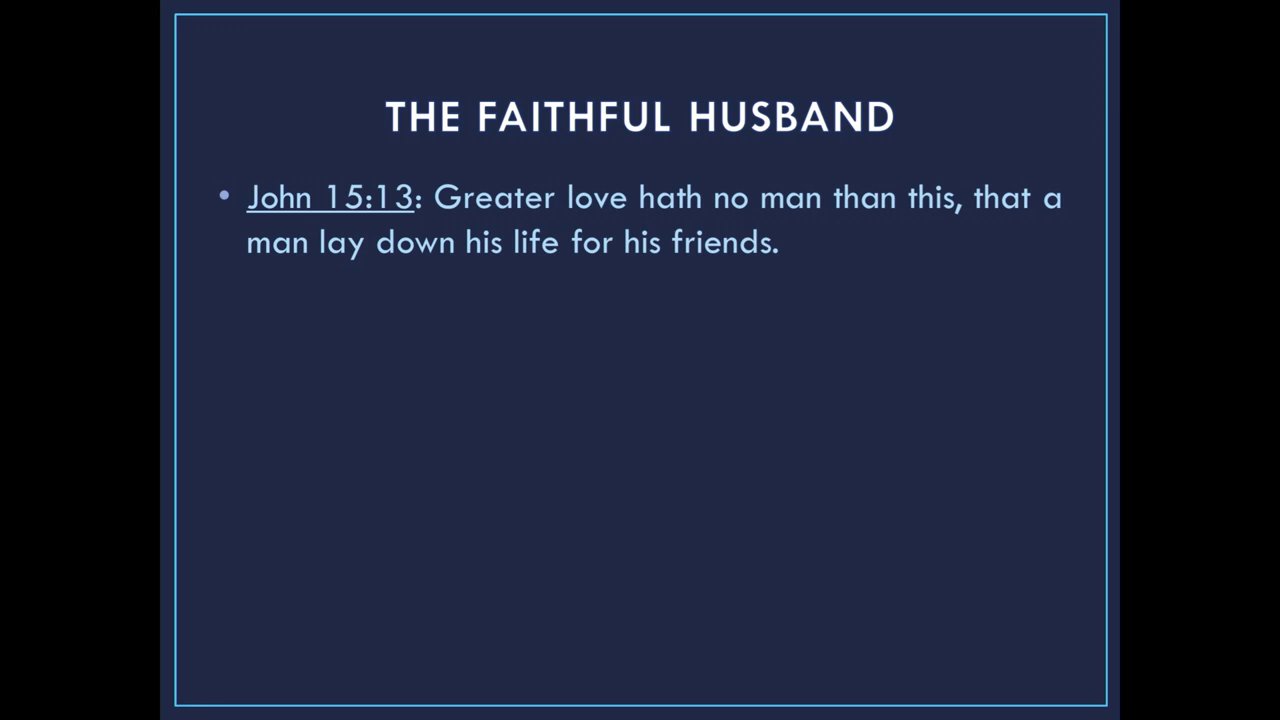 THE FAITHFUL HUSBAND
• John 15:13: Greater love hath no man than this, that a
man lay down his life for his friends.